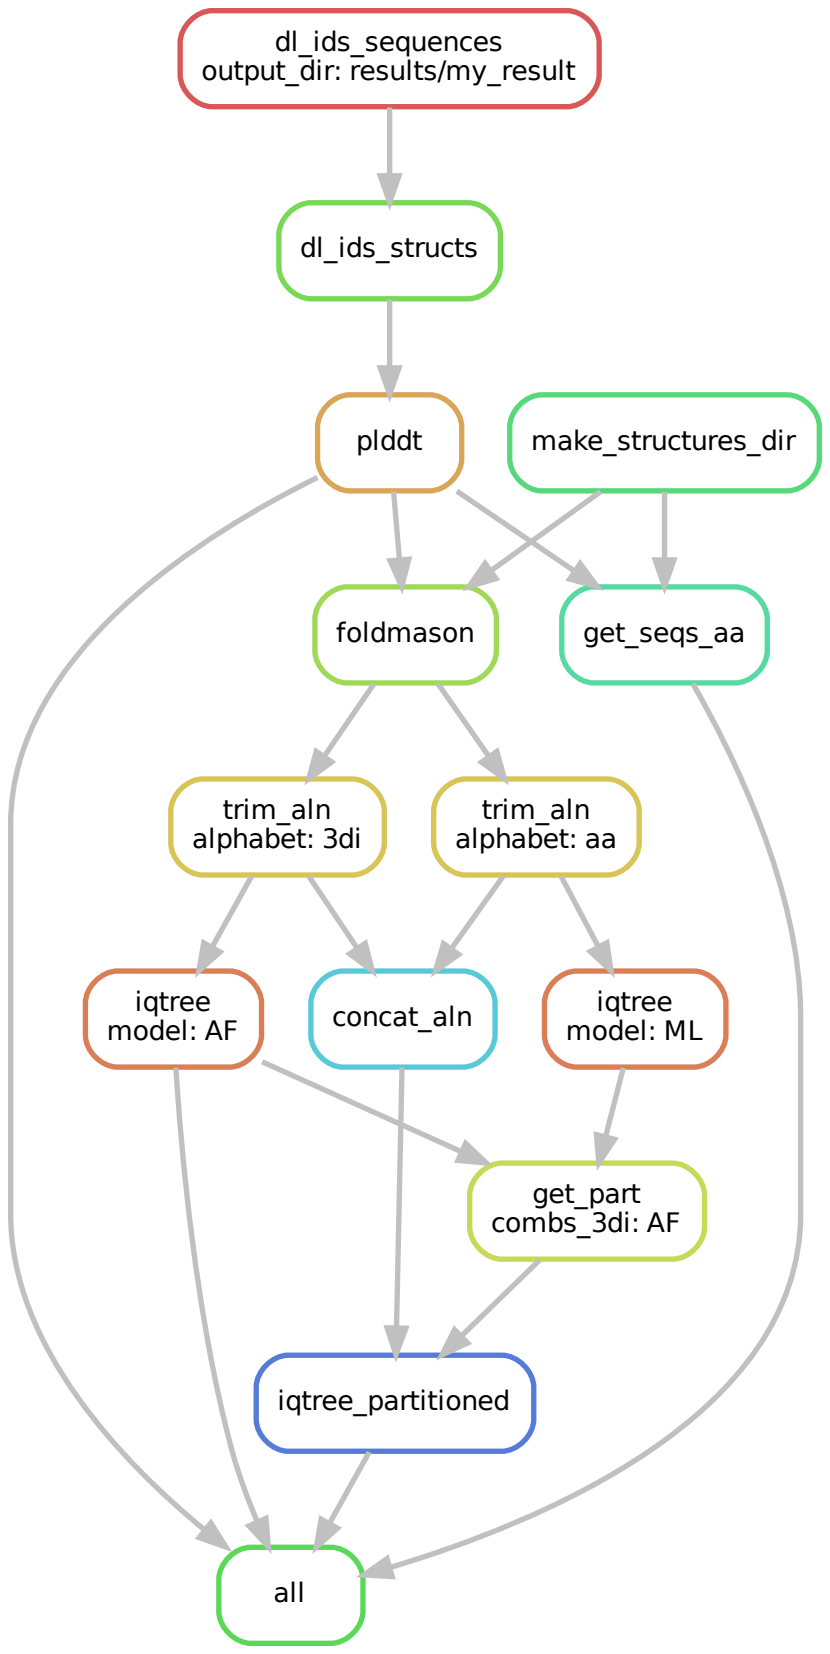 dl_ids_sequences
output_dir: results/my_result
dl_ids_structs
plddt
make_structures_dir
foldmason
get_seqs_aa
trim_aln
alphabet: 3di
trim_aln
alphabet: aa
iqtree
model: AF
concat_aln
iqtree
model: ML
get_part
combs_3di: AF
iqtree_partitioned
all